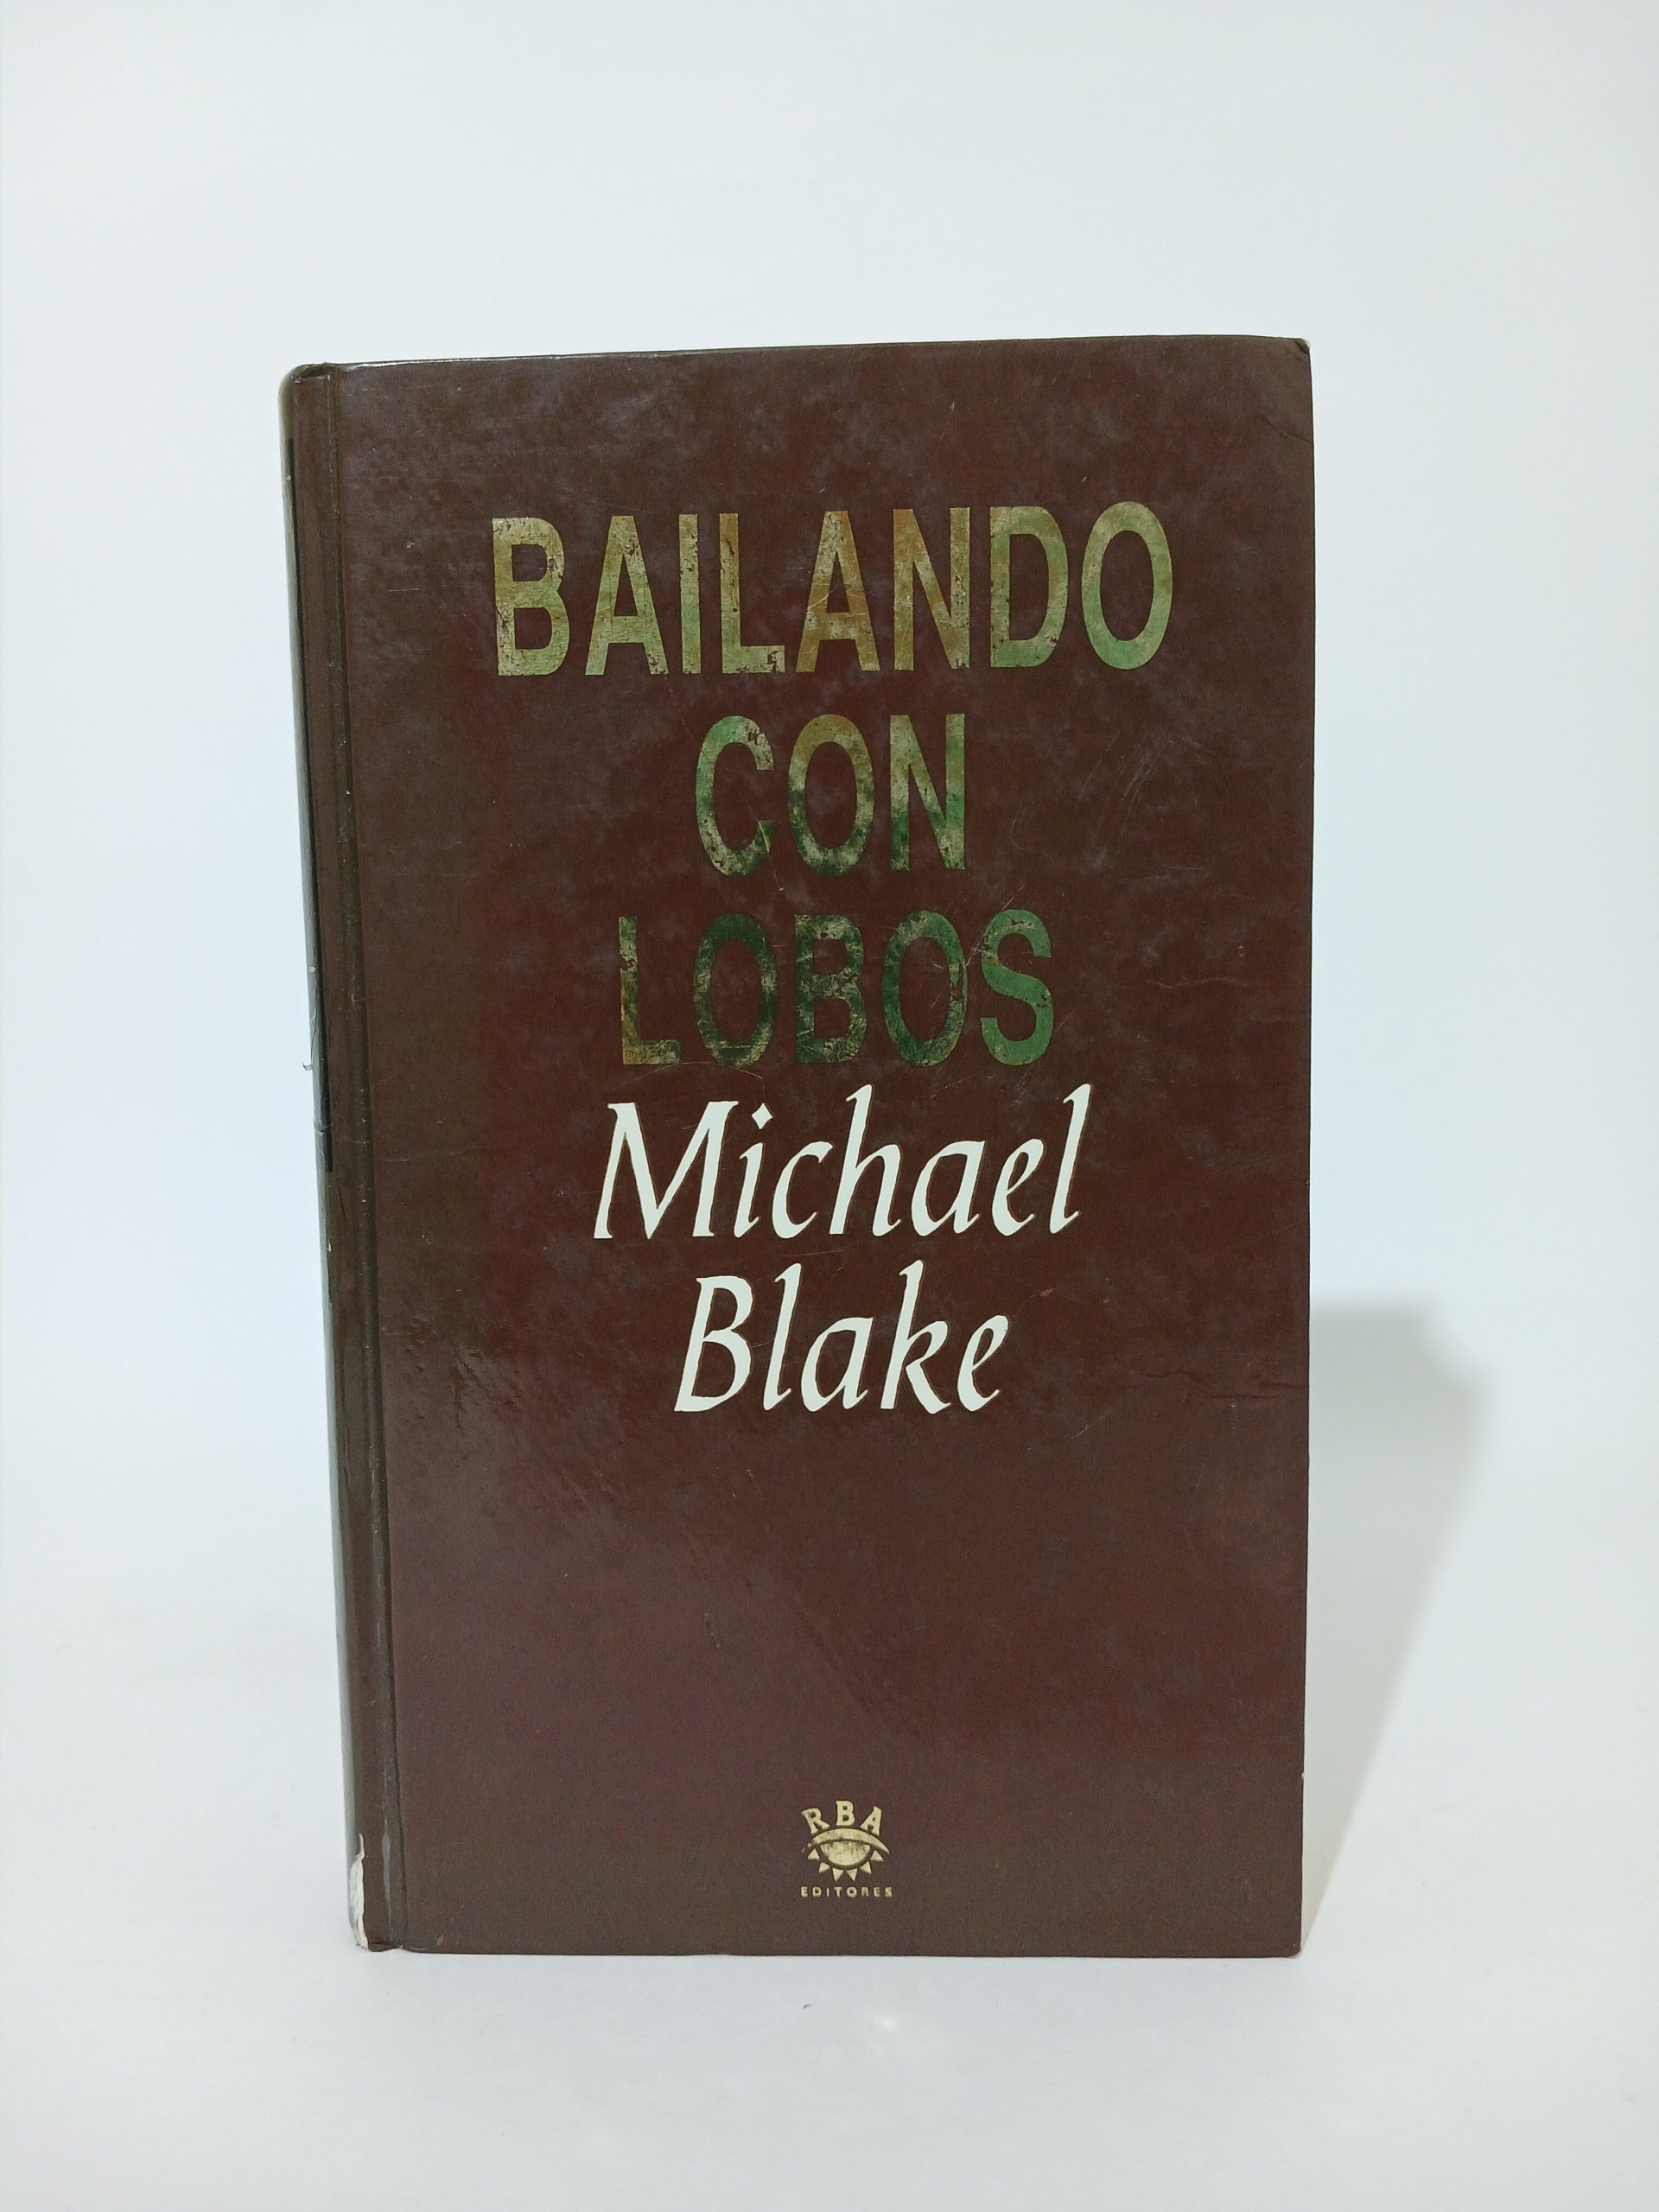 BAILANDO
CON
LOBOS
Michael
Blake
RBA
EDITORES